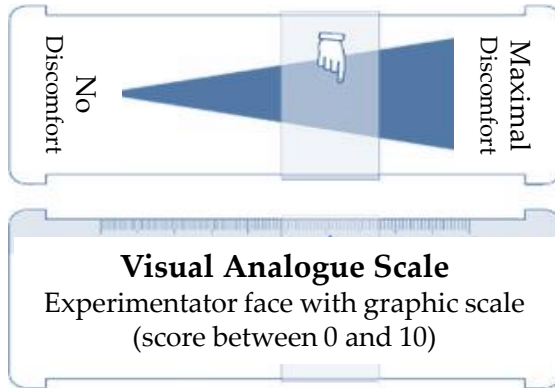 No
Discomfort
Maximal
Discomfort
Visual Analogue Scale
Experimentator face with graphic scale
(score between 0 and 10)